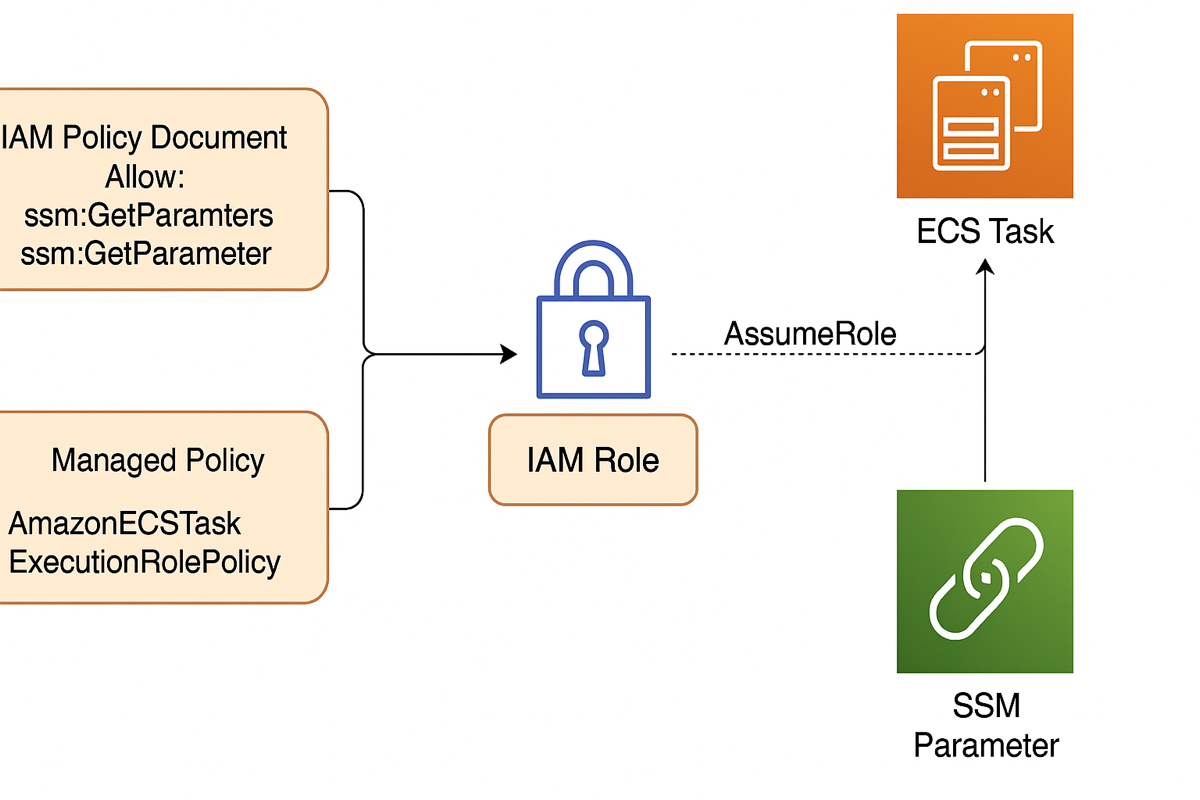 IAM Policy Document
Allow:
ssm:GetParamters
ssm:GetParameter
Managed Policy
AmazonECSTask
ExecutionRolePolicy
IAM Role
AssumeRole
ECS Task
SSM
Parameter